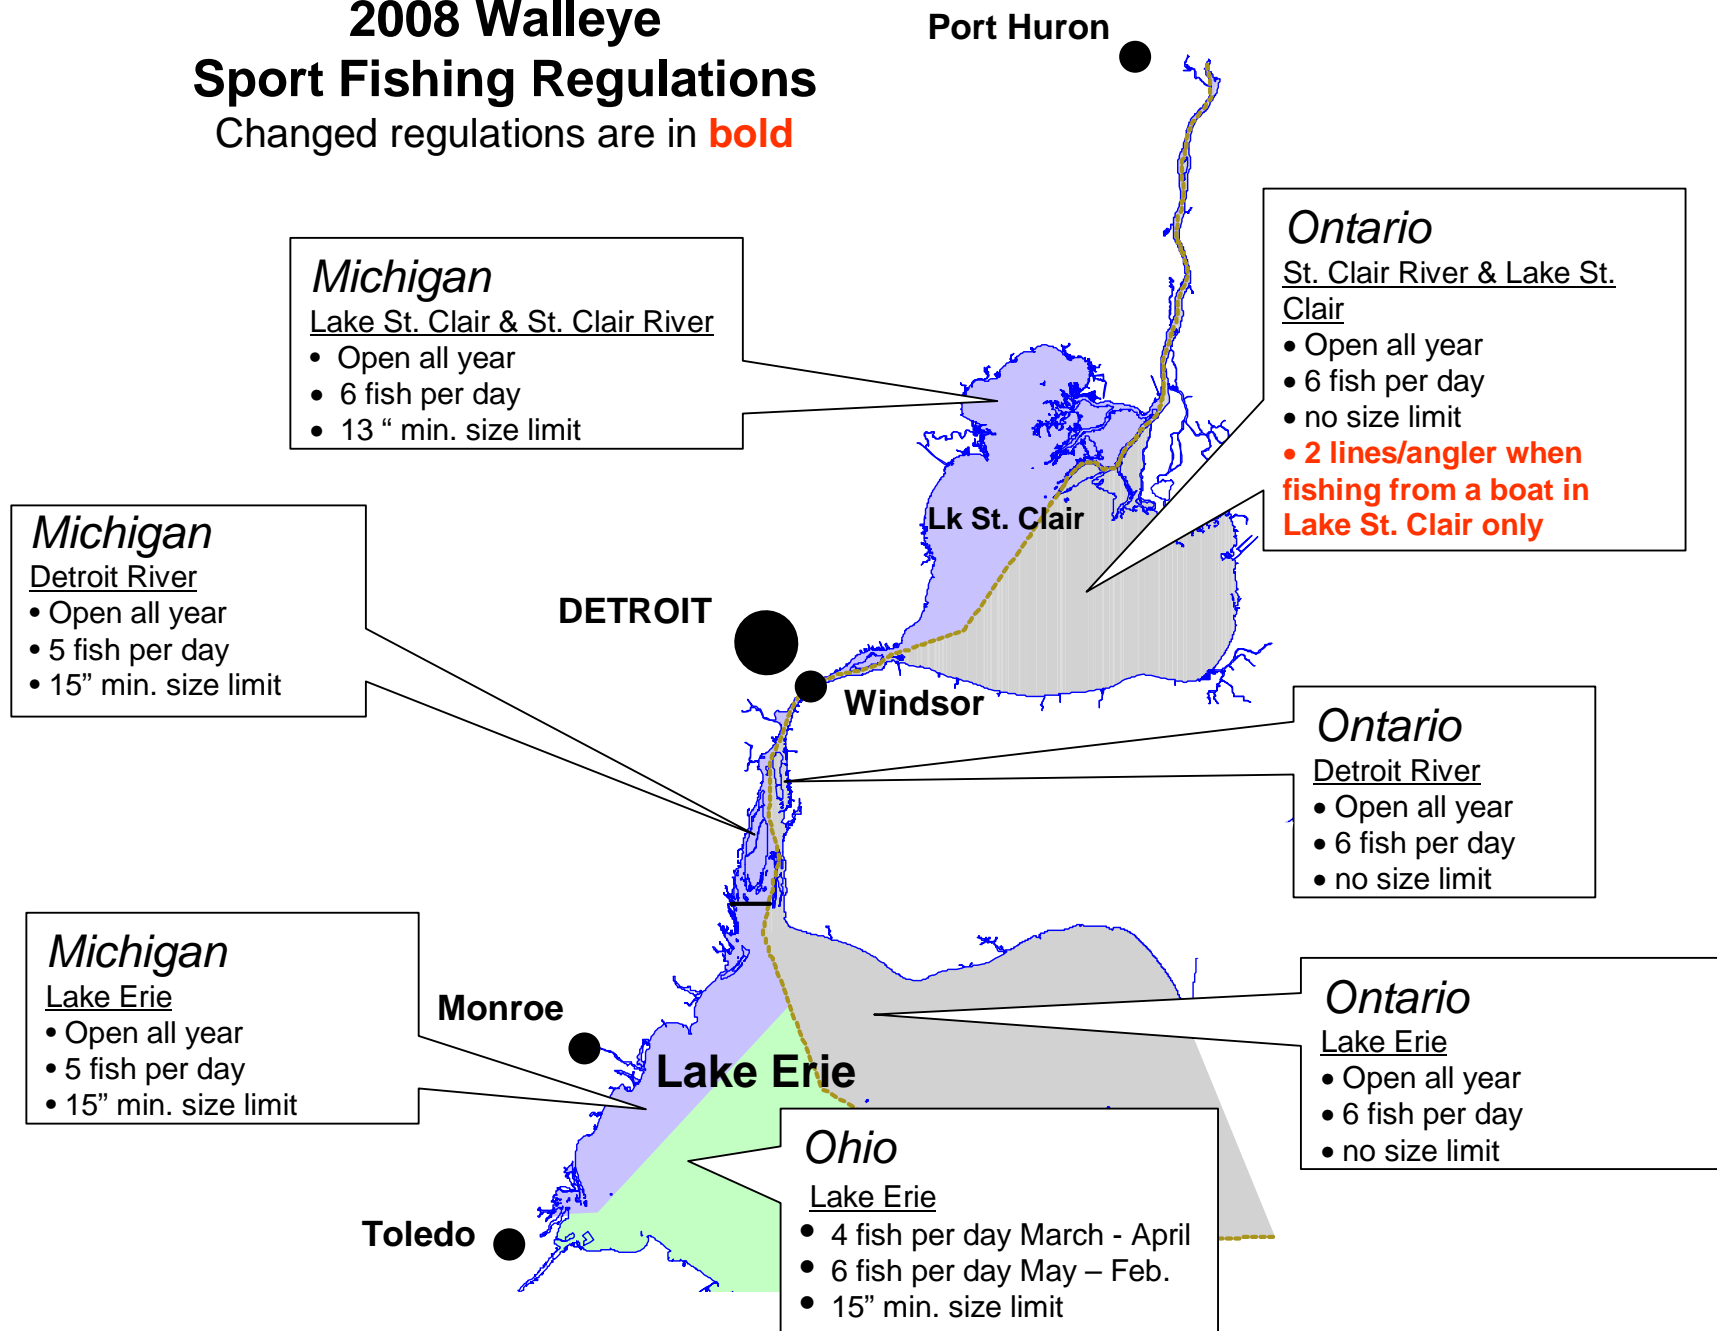 2008 Walleye
Sport Fishing Regulations
Changed regulations are in bold
Port Huron
Michigan
Lake St. Clair & St. Clair River
• Open all year
• 6 fish per day
• 13 “ min. size limit
Ontario
St. Clair River & Lake St.
Clair
• Open all year
• 6 fish per day
• no size limit
• 2 lines/angler when
fishing from a boat in
Lake St. Clair only
Lk St. Clair
Michigan
Detroit River
• Open all year
• 5 fish per day
• 15” min. size limit
DETROIT
Windsor
Ontario
Detroit River
• Open all year
• 6 fish per day
• no size limit
Michigan
Lake Erie
• Open all year
• 5 fish per day
• 15” min. size limit
Monroe
Lake Erie
Ontario
Lake Erie
• Open all year
• 6 fish per day
• no size limit
Ohio
Lake Erie
• 4 fish per day March - April
• 6 fish per day May – Feb.
• 15” min. size limit
Toledo